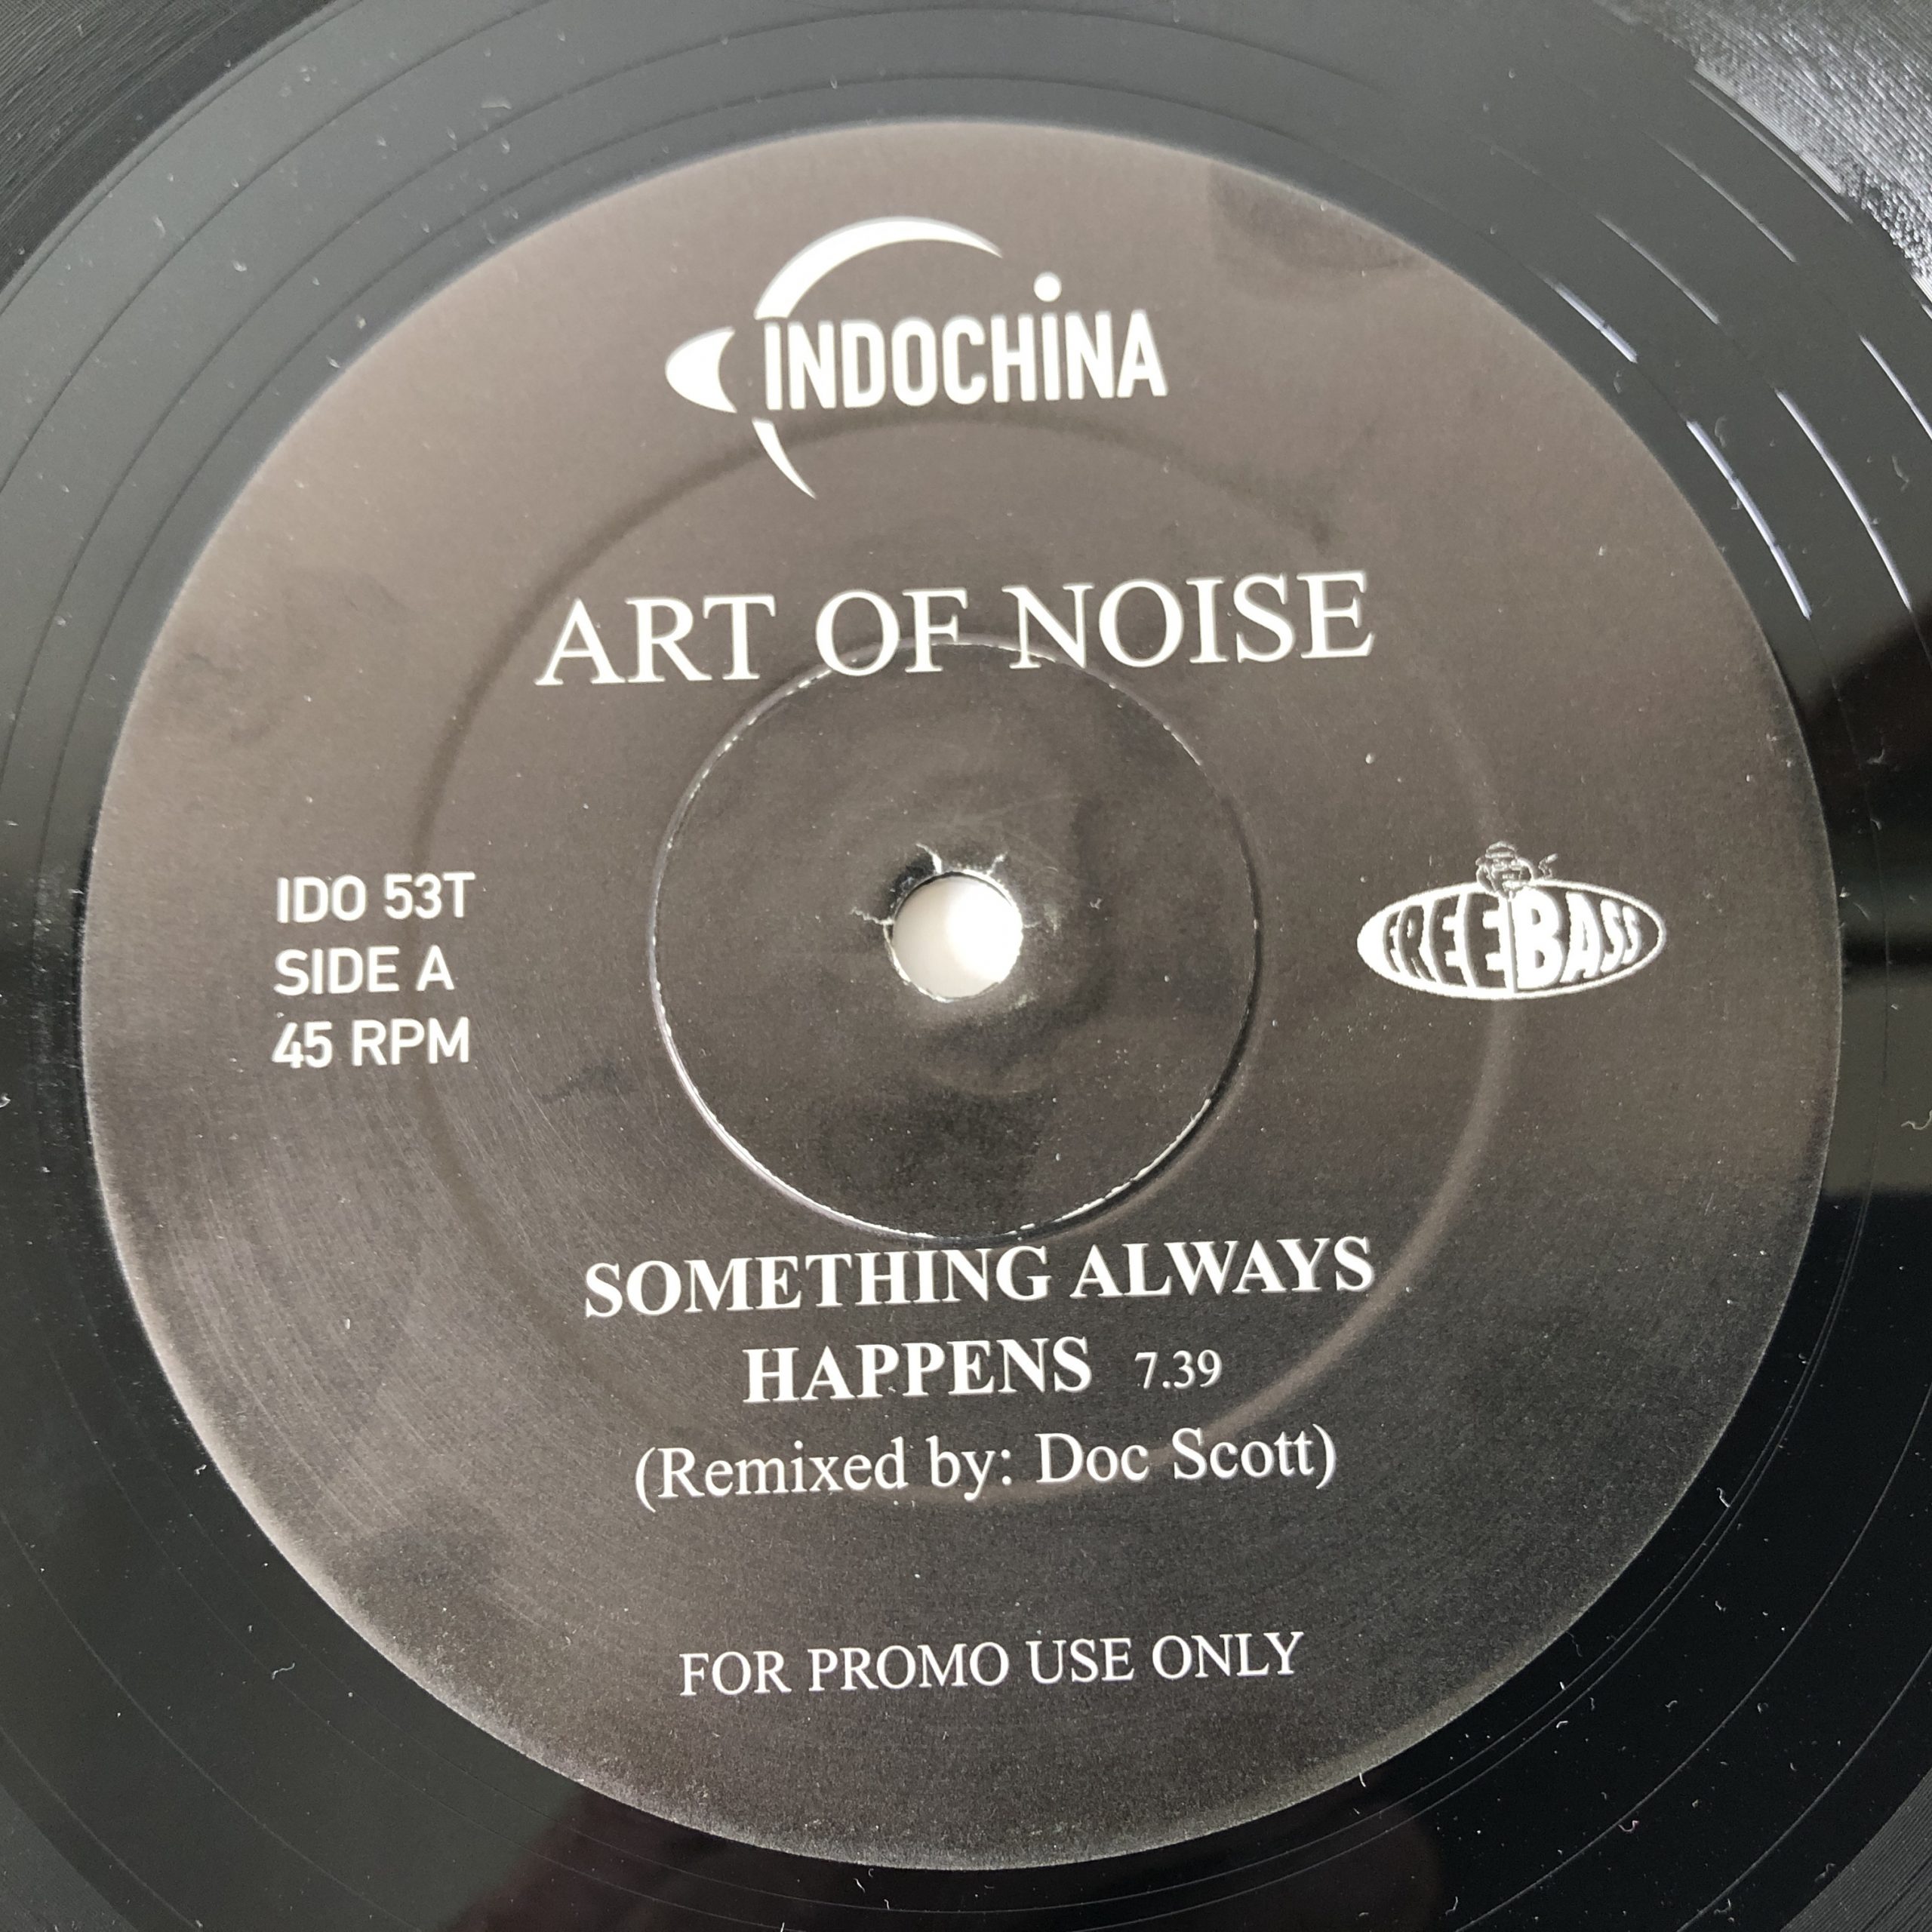 INDOCHINA
ART OF NOISE
IDO 53T
SIDE A
45 RPM
FREEBASS
SOMETHING ALWAYS
HAPPENS 7.39
(Remixed by: Doc Scott)
FOR PROMO USE ONLY